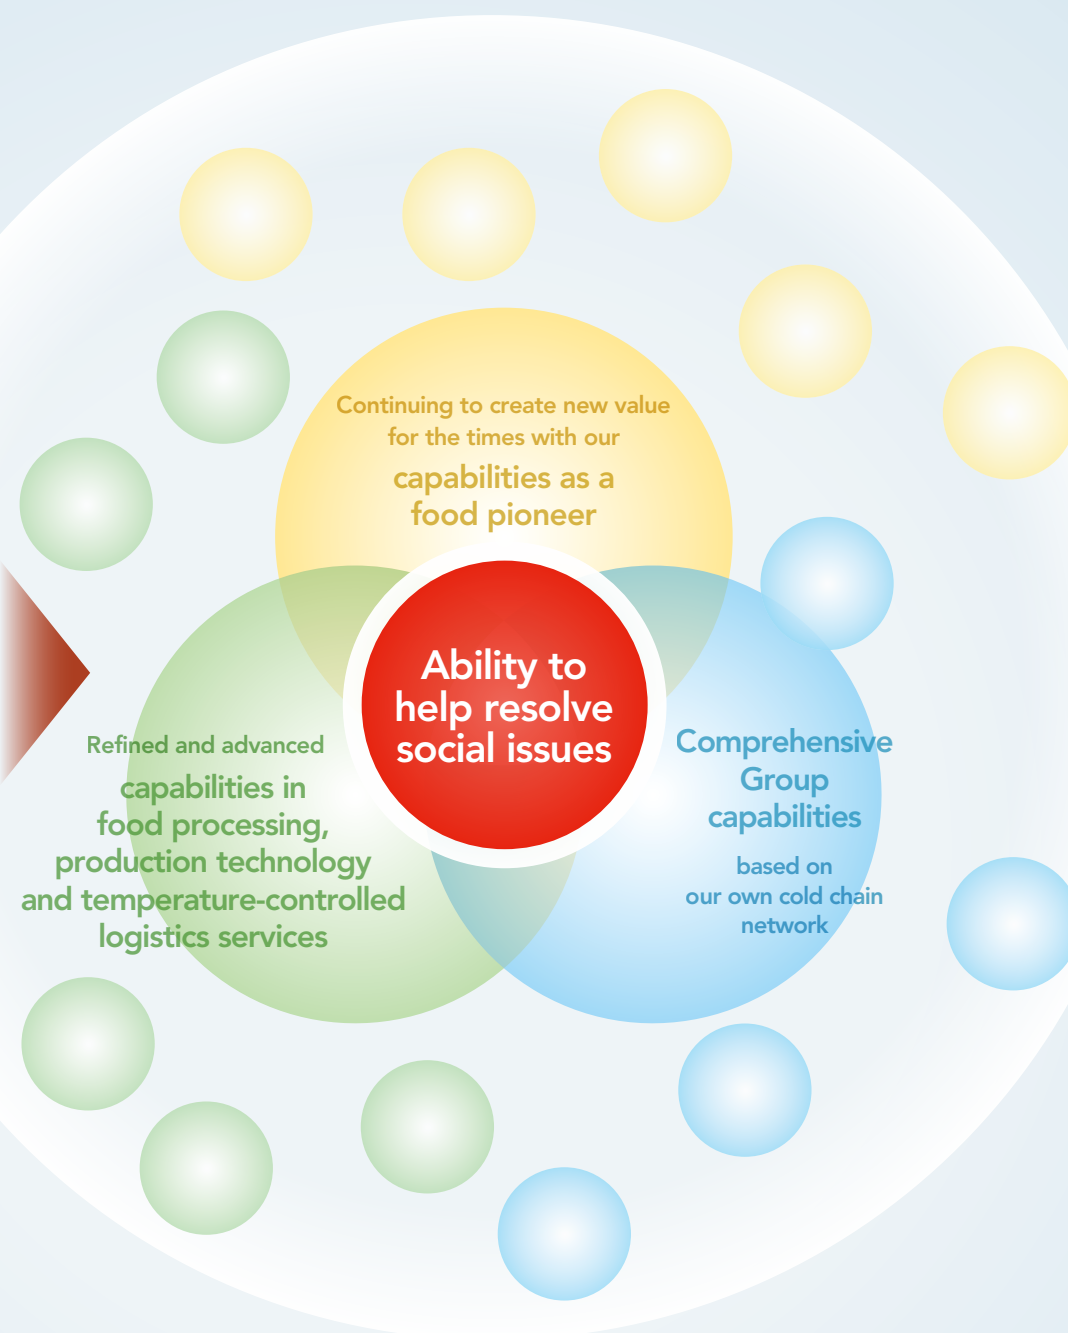 Continuing to create new value
for the times with our
capabilities as a
food pioneer
Ability to
help resolve
social issues
Refined and advanced
capabilities in
food processing,
production technology
and temperature-controlled
logistics services
Comprehensive
Group
capabilities
based on
our own cold chain
network